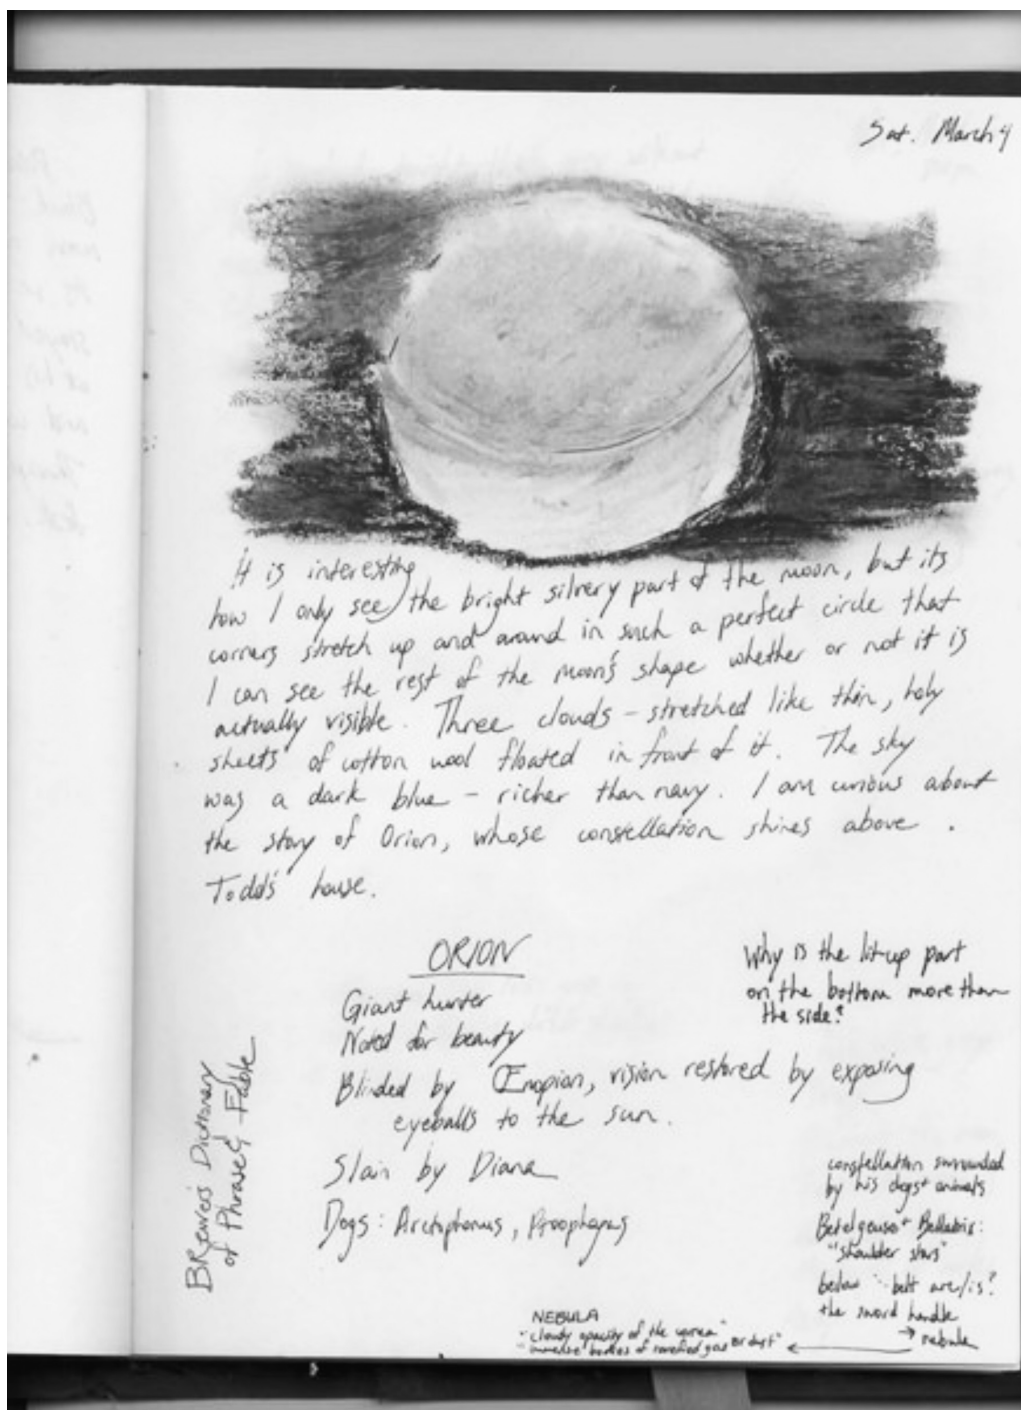 Sat. March 4
It is interesting
how I only see the bright silvery part of the moon, but its
corners stretch up and around in such a perfect circle that
I can see the rest of the moon's shape whether or not it is
actually visible. Three clouds - stretched like thin, holy
sheets of cotton wool floated in front of it. The sky
was a dark blue - richer than navy. I am curious about
the story of Orion, whose constellation shines above
Todd's house.
ORION
Giant hunter
Noted for beauty
Blinded by Œnopion, vision restored by exposing
eyeballs to the sun.
Slain by Diana
Dogs: Arctophonus, Ptoophagus
Why is the lit-up part
on the bottom more than
the side?
BRewer's Dictionary
of Phrase & Fable
constellation surrounded
by his dogs + animals
Betelgeuse + Bellatrix:
"shoulder stars"
below belt are/is?
the sword handle
→ nebula
NEBULA
"cloudy opacity of the cornea"
"immense bodies of rarefied gas or dust"